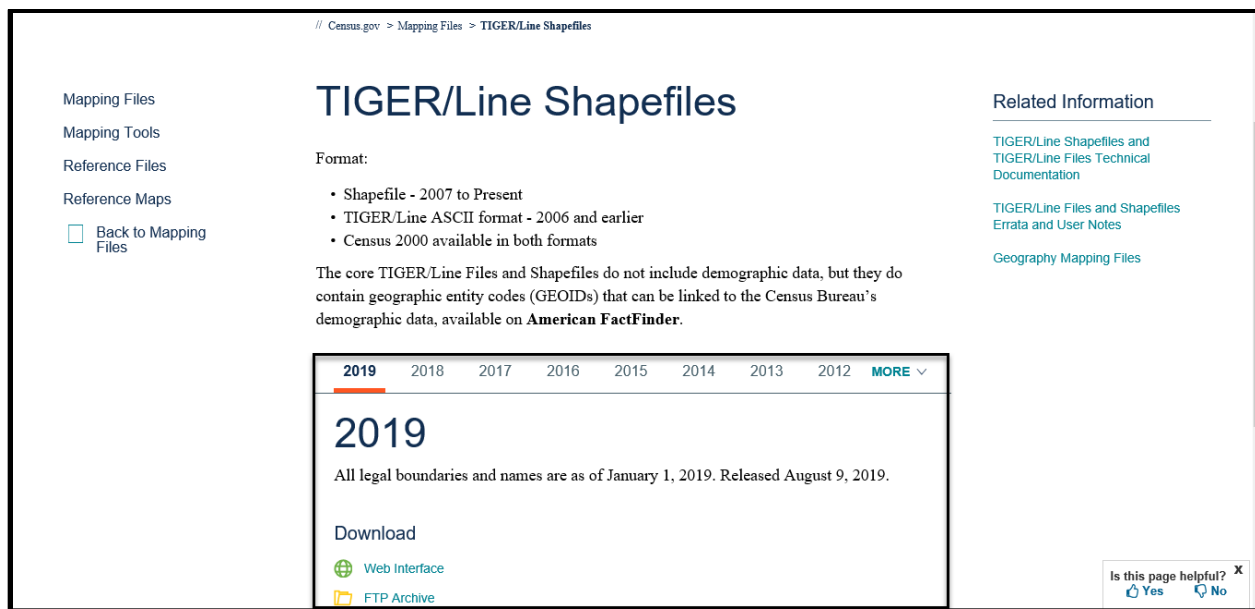 // Census.gov > Mapping Files > TIGER/Line Shapefiles
Mapping Files
Mapping Tools
Reference Files
Reference Maps
Back to Mapping
Files
TIGER/Line Shapefiles
Format:
• Shapefile - 2007 to Present
• TIGER/Line ASCII format - 2006 and earlier
• Census 2000 available in both formats
The core TIGER/Line Files and Shapefiles do not include demographic data, but they do
contain geographic entity codes (GEOIDs) that can be linked to the Census Bureau's
demographic data, available on American FactFinder.
2019 2018 2017 2016 2015 2014 2013 2012 MORE
2019
All legal boundaries and names are as of January 1, 2019. Released August 9, 2019.
Download
Web Interface
FTP Archive
Related Information
TIGER/Line Shapefiles and
TIGER/Line Files Technical
Documentation
TIGER/Line Files and Shapefiles
Errata and User Notes
Geography Mapping Files
Is this page helpful? X
Yes No